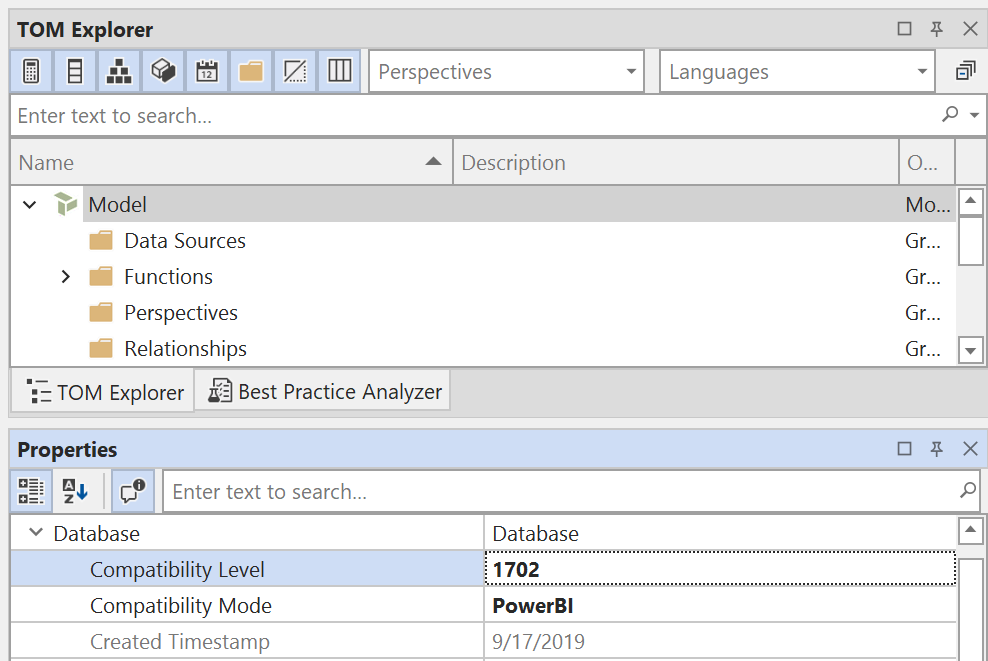 TOM Explorer
12
Perspectives
Languages
Enter text to search...
Name
Description
O...
Model
Mo...
Data Sources
Gr...
Functions
Gr...
Perspectives
Gr...
Relationships
Gr...
TOM Explorer
Best Practice Analyzer
Properties
A
Z
Enter text to search...
Database
Database
Compatibility Level
1702
Compatibility Mode
PowerBI
Created Timestamp
9/17/2019